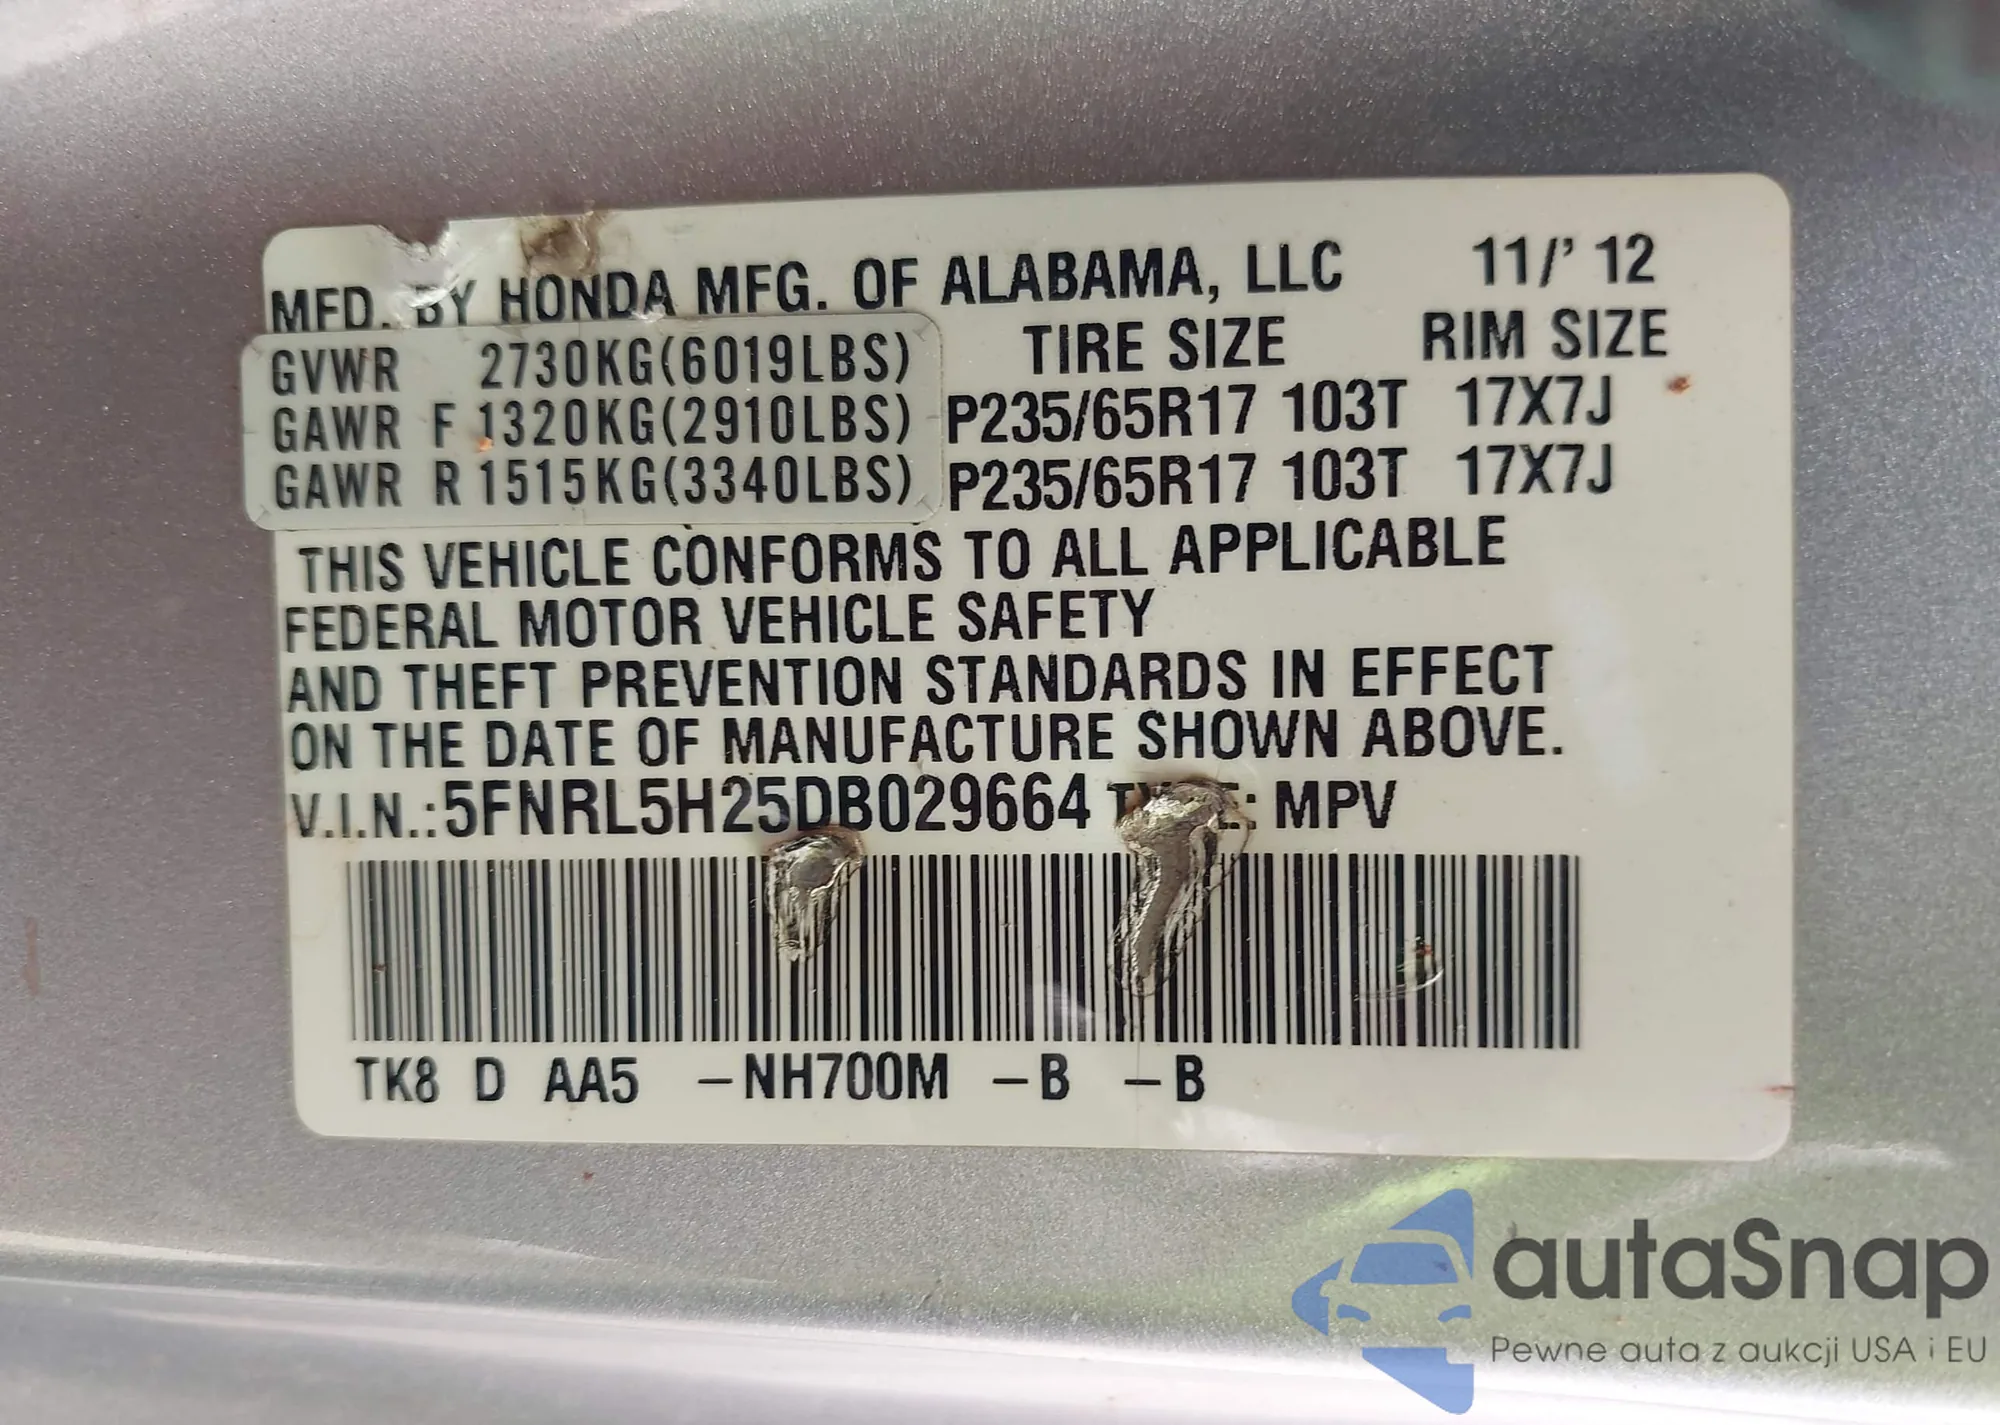 MFD. BY HONDA MFG. OF ALABAMA, LLC 11/'12
TIRE SIZE RIM SIZE
GVWR 2730KG(6019LBS)
GAWR F 1320KG(2910LBS) P235/65R17 103T 17X7J
GAWR R 1515KG(3340LBS) P235/65R17 103T 17X7J
THIS VEHICLE CONFORMS TO ALL APPLICABLE
FEDERAL MOTOR VEHICLE SAFETY
AND THEFT PREVENTION STANDARDS IN EFFECT
ON THE DATE OF MANUFACTURE SHOWN ABOVE.
V.I.N.:5FNRL5H25DB029664 TYPE: MPV
TK8 D AA5 –NH700M –B –B
autaSnap
Pewne auta z aukcji USA i EU